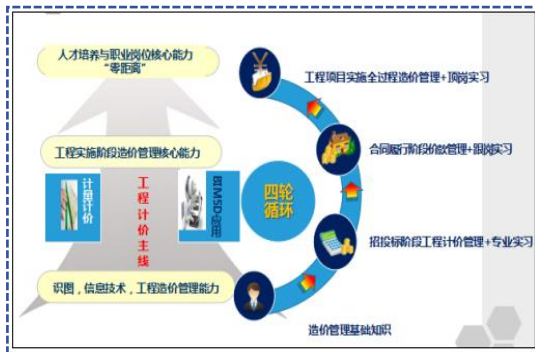 人才培养与职业岗位核心能力
“零距离”
工程实施阶段造价管理核心能力
计量计价
工程计价主线
BIM5D应用
识图，信息技术，工程造价管理能力
四轮
循环
工程项目实施全过程造价管理+顶岗实习
合同履行阶段价款管理+跟岗实习
招投标阶段工程计价管理+专业实习
造价管理基础知识